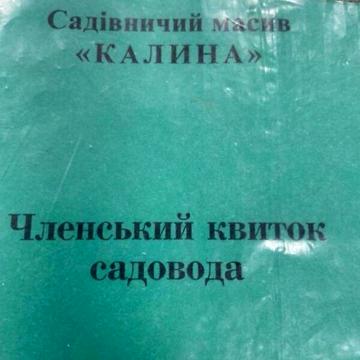 Садівничий масив
«КАЛИНА»
Членський квиток
садовода